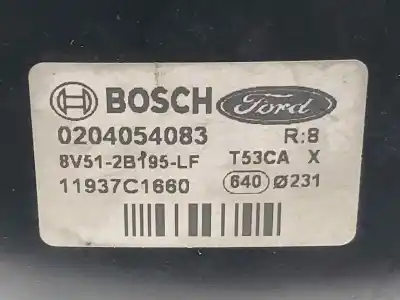 BOSCH Ford
0204054083 R:8
8V51-2B195-LF T53CA X
11937C1660 640 Ø231